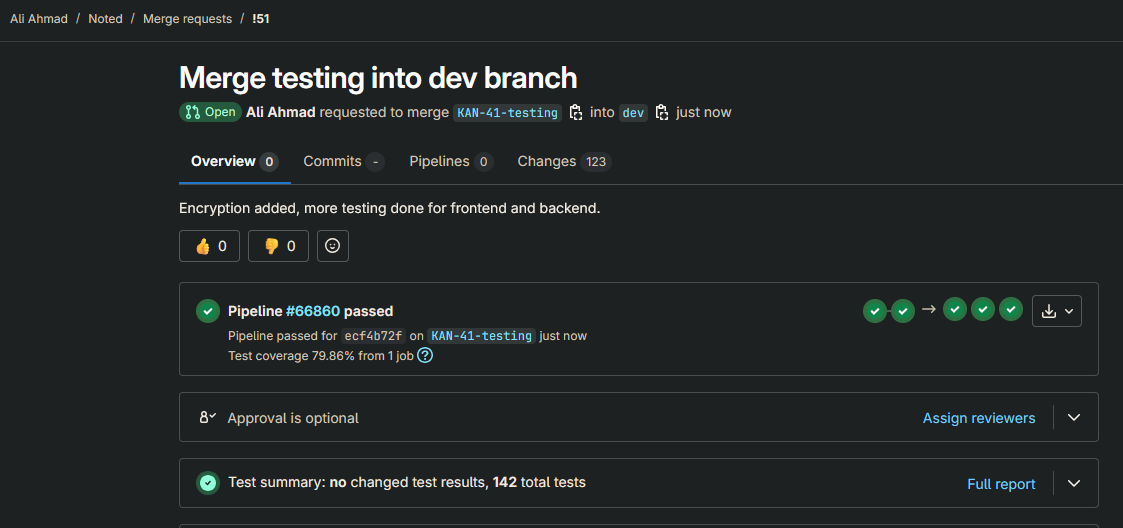 Ali Ahmad / Noted / Merge requests / !51
Merge testing into dev branch
Open Ali Ahmad requested to merge KAN-41-testing into dev just now
Overview 0 Commits - Pipelines 0 Changes 123
Encryption added, more testing done for frontend and backend.
👍 0 👎 0
Pipeline #66860 passed
Pipeline passed for ecf4b72f on KAN-41-testing just now
Test coverage 79.86% from 1 job ?
Approval is optional Assign reviewers
Test summary: no changed test results, 142 total tests Full report